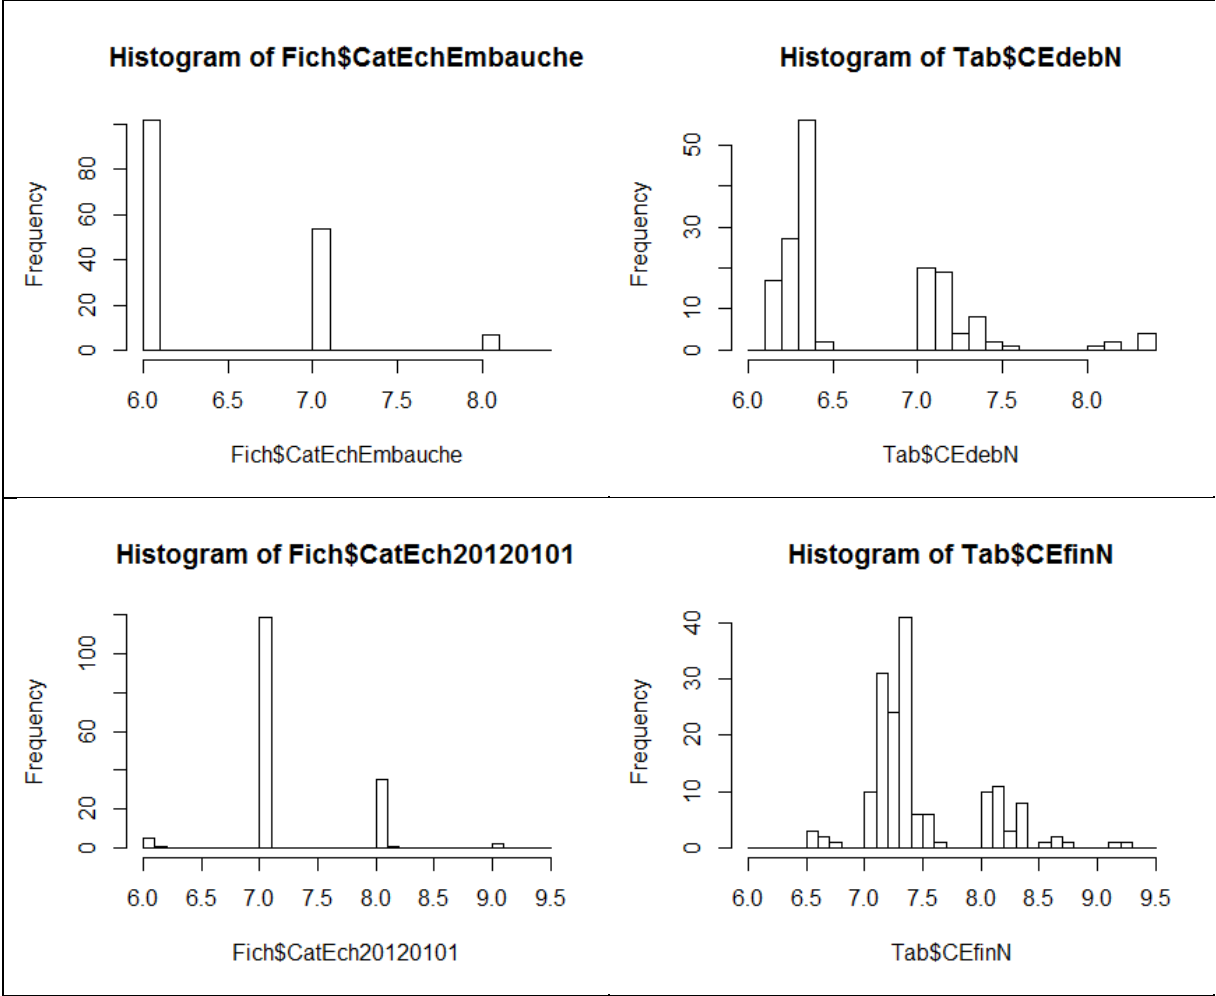 Histogram of Fich$CatEchEmbauche
Frequency
0 20 40 60 80
6.0 6.5 7.0 7.5 8.0
Fich$CatEchEmbauche
Histogram of Tab$CEdebN
Frequency
0 10 30 50
6.0 6.5 7.0 7.5 8.0
Tab$CEdebN
Histogram of Fich$CatEch20120101
Frequency
0 20 60 100
6.0 6.5 7.0 7.5 8.0 8.5 9.0 9.5
Fich$CatEch20120101
Histogram of Tab$CEfinN
Frequency
0 10 20 30 40
6.0 6.5 7.0 7.5 8.0 8.5 9.0 9.5
Tab$CEfinN